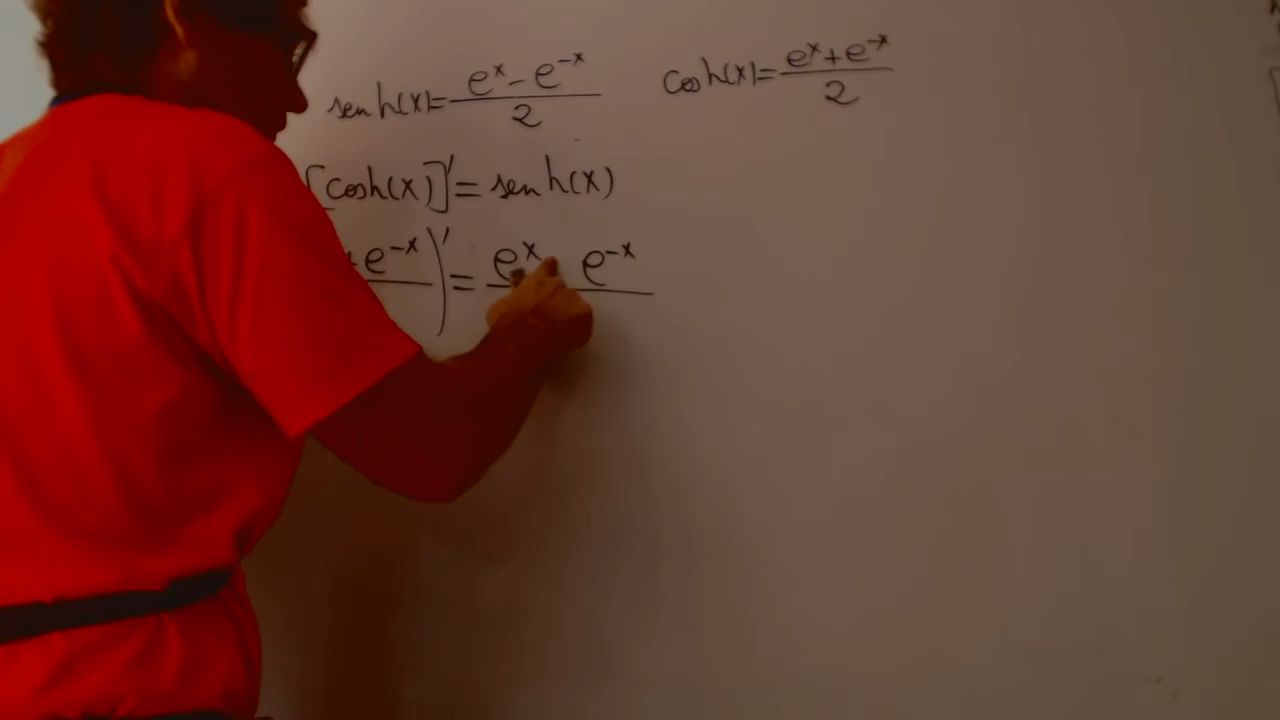 senh(x)=(e^x - e^-x)/2    cosh(x)=(e^x+e^-x)/2
[cosh(x)]' = senh(x)
+ e^-x)' = e^x e^-x